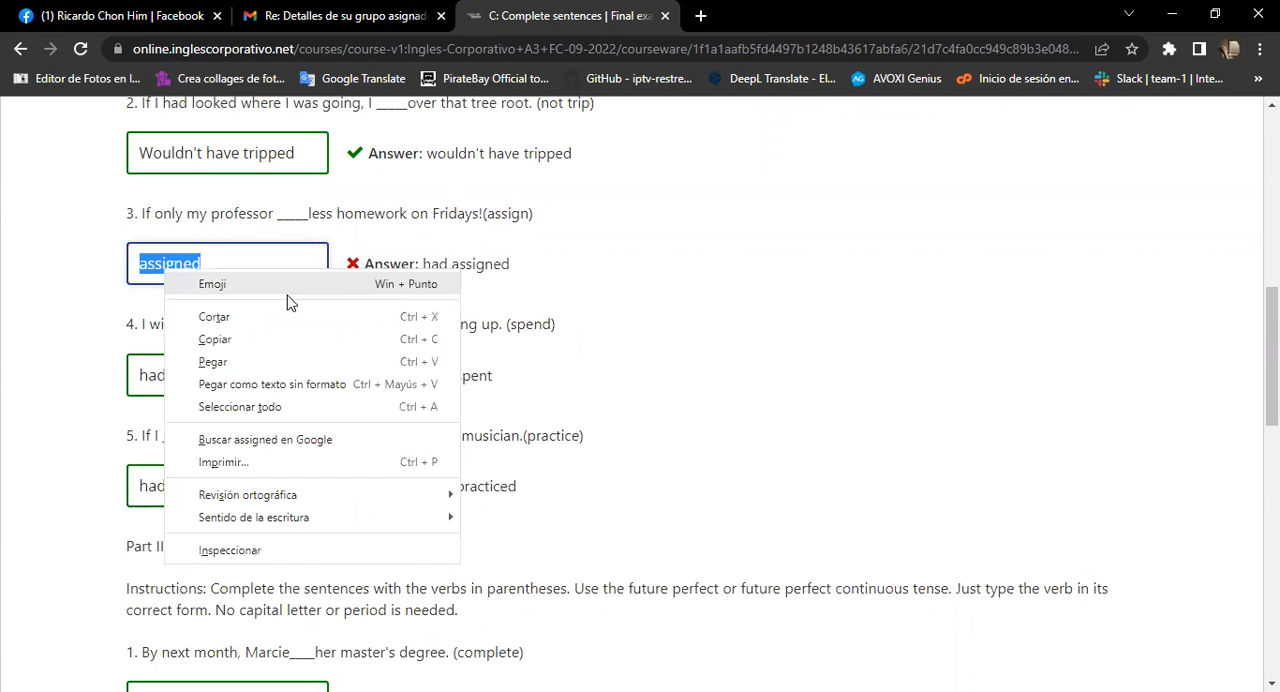 (1) Ricardo Chon Him | Facebook
Re: Detalles de su grupo asignad
C: Complete sentences | Final exa
online.inglescorporativo.net/courses/course-v1:Ingles-Corporativo+A3+FC-09-2022/courseware/1f1a1aafb5fd4497b1248b43617abfa6/21d7c4fa0cc949c89b3e048...
Editor de Fotos en l...
Crea collages de fot...
Google Translate
PirateBay Official to...
GitHub - iptv-restre...
DeepL Translate - El...
AVOXI Genius
Inicio de sesión en...
Slack | team-1 | Inte...
»
2. If I had looked where I was going, I _____over that tree root. (not trip)
Wouldn't have tripped
Answer: wouldn't have tripped
3. If only my professor _____less homework on Fridays!(assign)
assigned
Answer: had assigned
Emoji Win + Punto
Cortar Ctrl + X
4. I wi ng up. (spend)
Copiar Ctrl + C
Pegar Ctrl + V
had pent
Pegar como texto sin formato Ctrl + Mayús + V
Seleccionar todo Ctrl + A
5. If I musician.(practice)
Buscar assigned en Google
Imprimir... Ctrl + P
had practiced
Revisión ortográfica
Sentido de la escritura
Part II
Inspeccionar
Instructions: Complete the sentences with the verbs in parentheses. Use the future perfect or future perfect continuous tense. Just type the verb in its
correct form. No capital letter or period is needed.
1. By next month, Marcie____her master's degree. (complete)